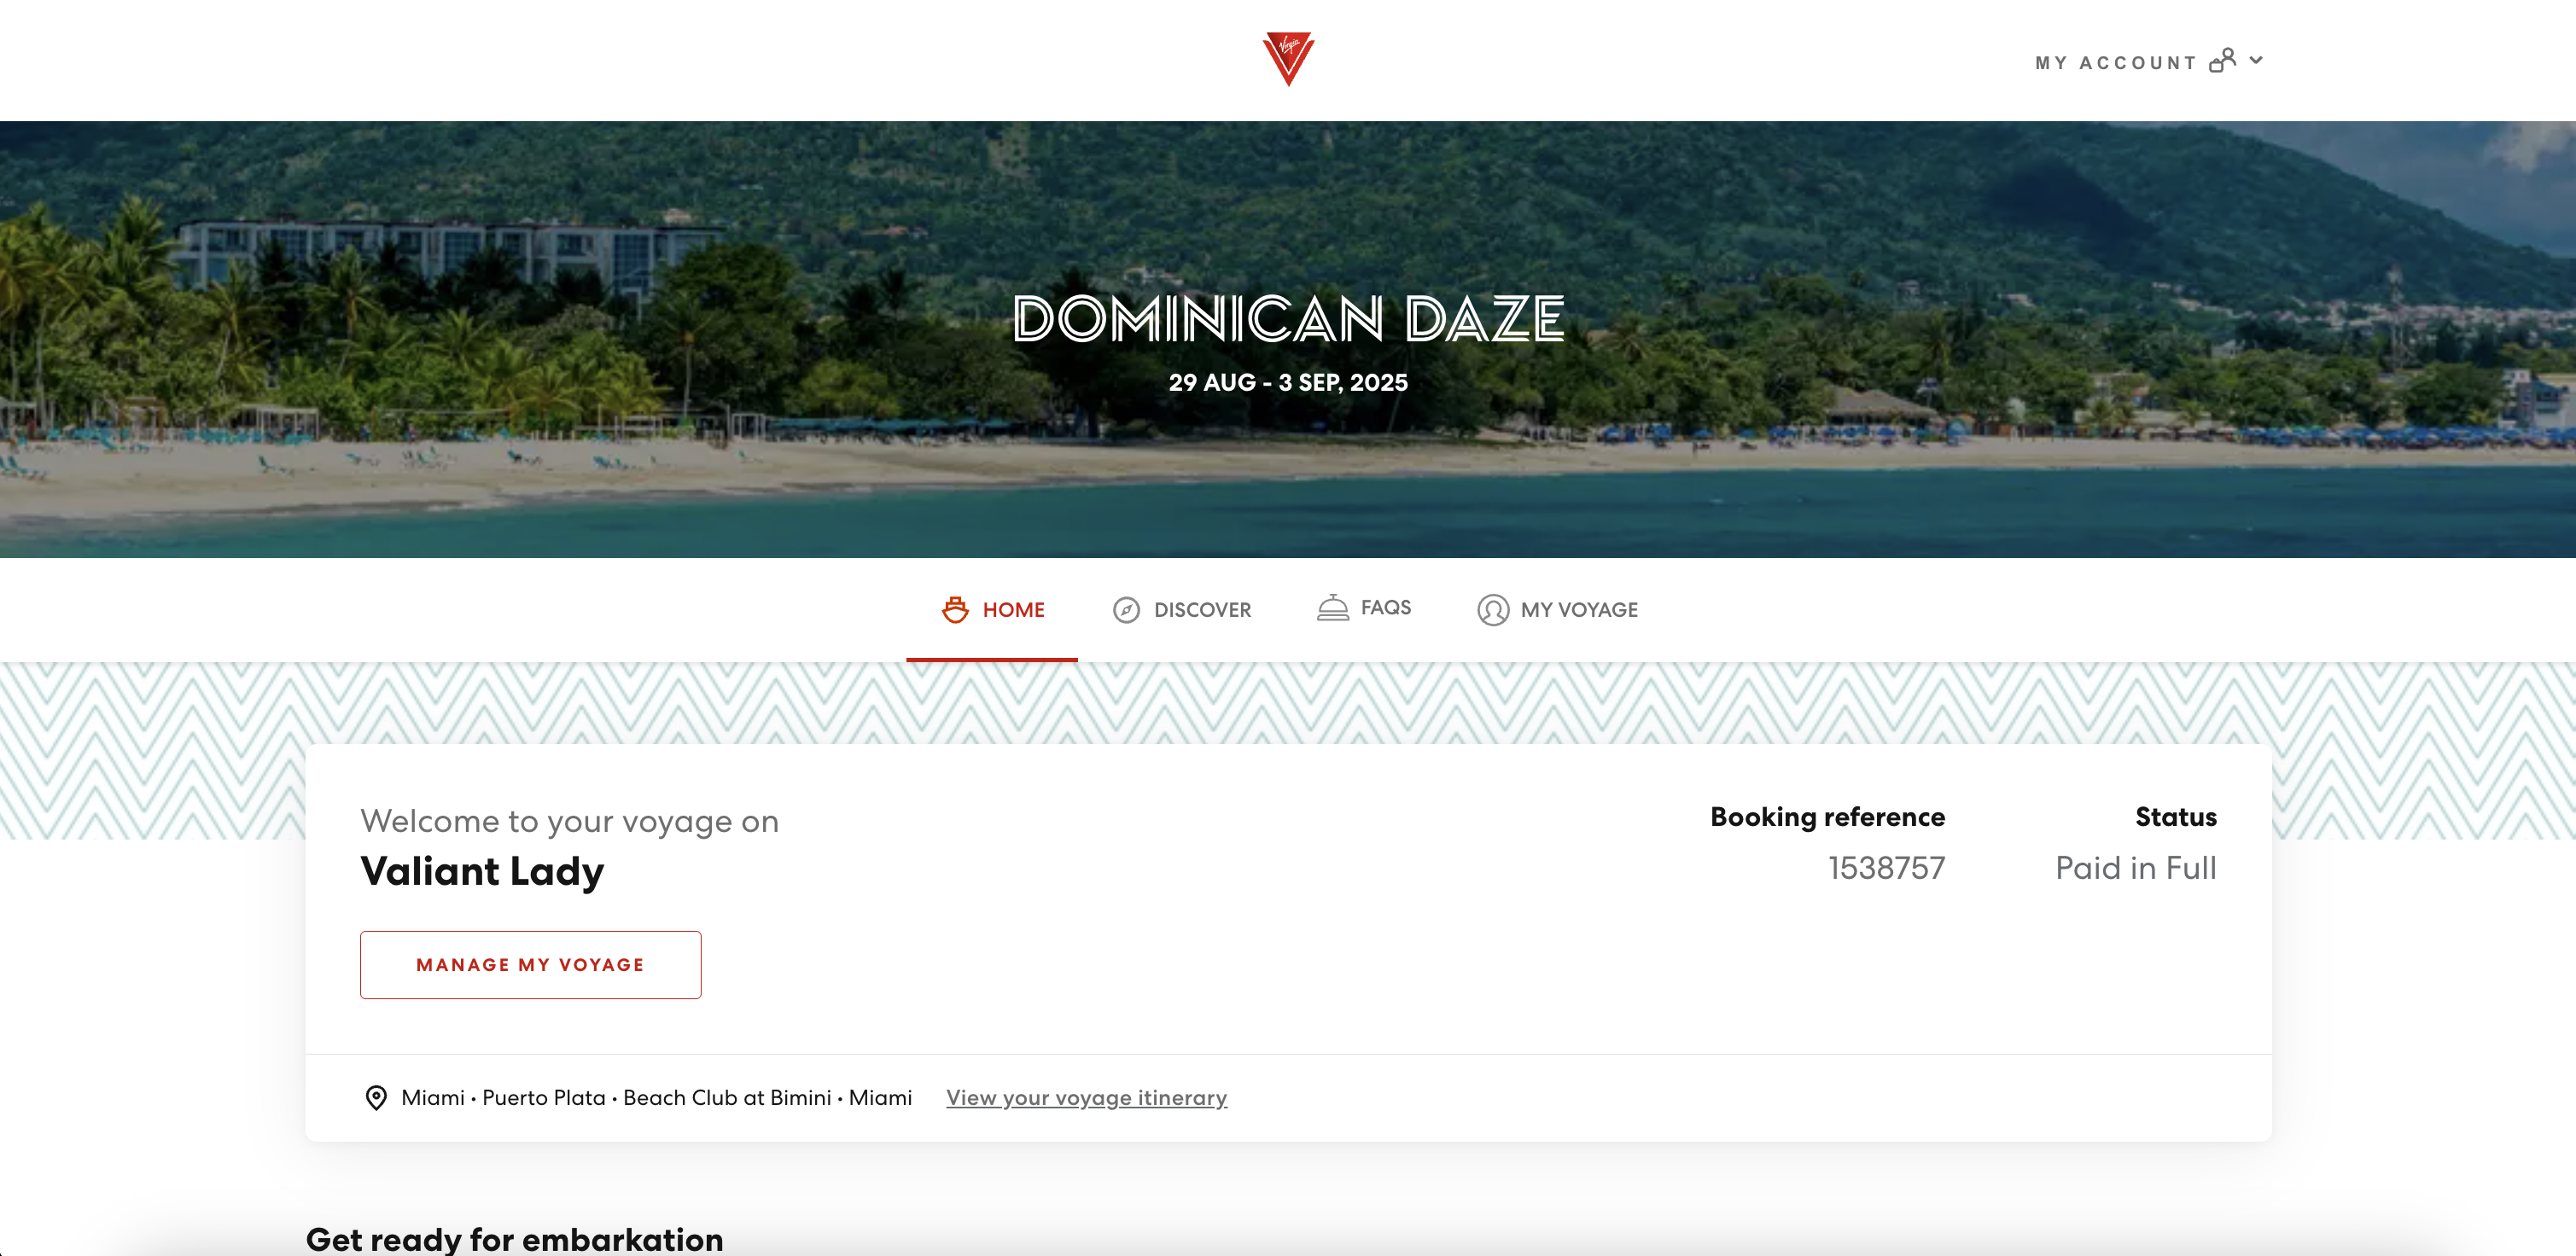 Virgin
MY ACCOUNT
DOMINICAN DAZE
29 AUG - 3 SEP, 2025
HOME
DISCOVER
FAQS
MY VOYAGE
Welcome to your voyage on
Valiant Lady
Booking reference
1538757
Status
Paid in Full
MANAGE MY VOYAGE
Miami • Puerto Plata • Beach Club at Bimini • Miami
View your voyage itinerary
Get ready for embarkation